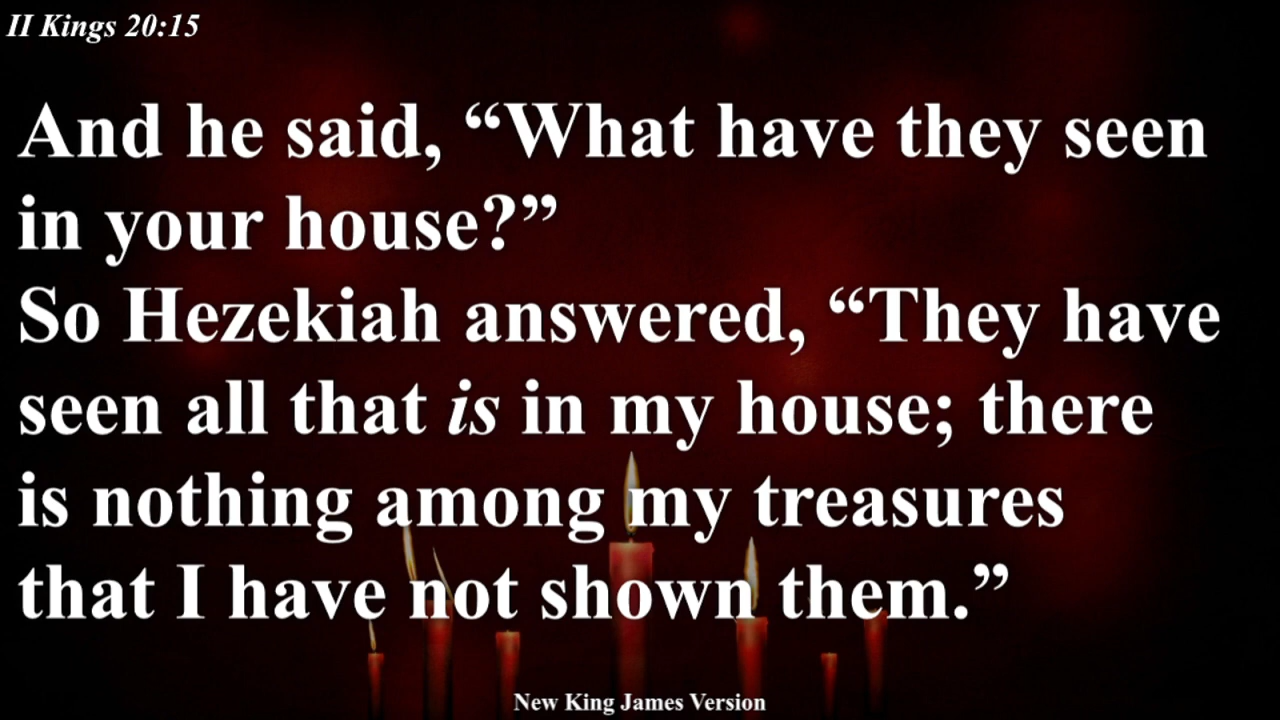 II Kings 20:15
And he said, “What have they seen
in your house?”
So Hezekiah answered, “They have
seen all that is in my house; there
is nothing among my treasures
that I have not shown them.”
New King James Version